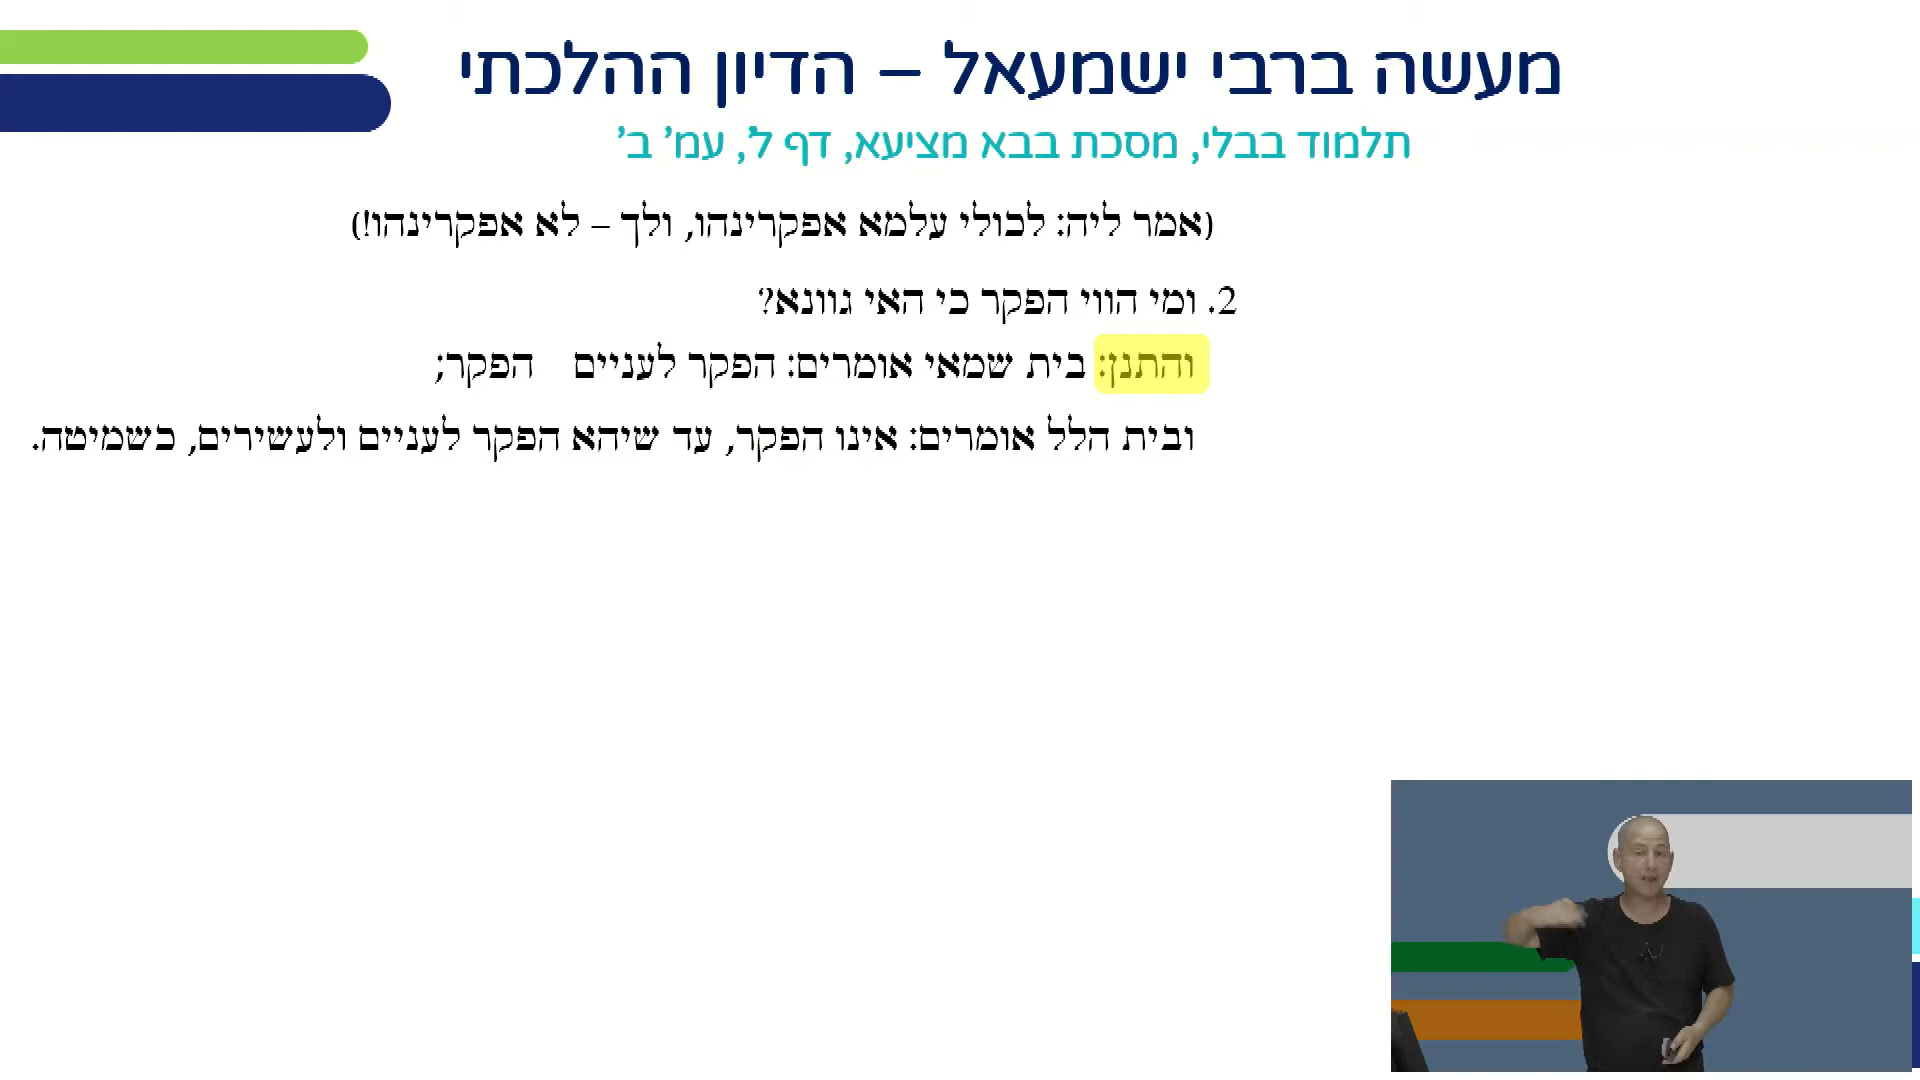 מעשה ברבי ישמעאל – הדיון ההלכתי
תלמוד בבלי, מסכת בבא מציעא, דף ל', עמ' ב'
(אמר ליה: לכולי עלמא אפקרינהו, ולך – לא אפקרינהו!)
2. ומי הווי הפקר כי האי גוונא?
והתנן: בית שמאי אומרים: הפקר לעניים הפקר;
ובית הלל אומרים: אינו הפקר, עד שיהא הפקר לעניים ולעשירים, כשמיטה.